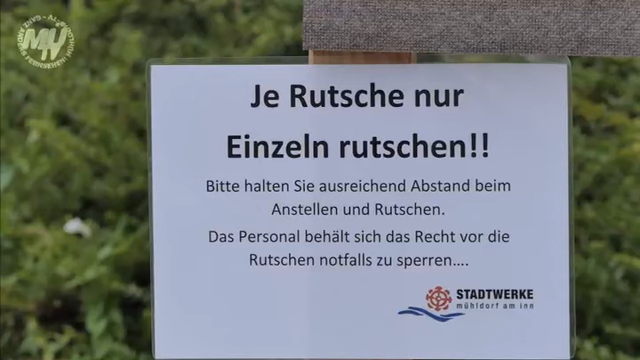 MW
Je Rutsche nur
Einzeln rutschen!!
Bitte halten Sie ausreichend Abstand beim
Anstellen und Rutschen.
Das Personal behält sich das Recht vor die
Rutschen notfalls zu sperren....
STADTWERKE
mühldorf am inn